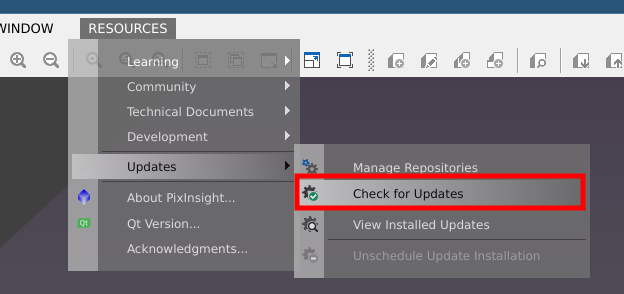 WINDOW
RESOURCES
Learning
Community
Technical Documents
Development
Updates
Manage Repositories
Check for Updates
View Installed Updates
Unschedule Update Installation
About PixInsight...
Qt
Qt Version...
Acknowledgments...